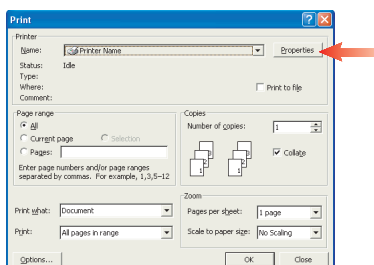 Print
Printer
Name: Printer Name Properties
Status: Idle
Type:
Where: Print to file
Comment:
Page range
All
Current page Selection
Pages:
Enter page numbers and/or page ranges
separated by commas. For example, 1,3,5–12
Copies
Number of copies: 1
Collate
Print what: Document
Print: All pages in range
Zoom
Pages per sheet: 1 page
Scale to paper size: No Scaling
Options... OK Close